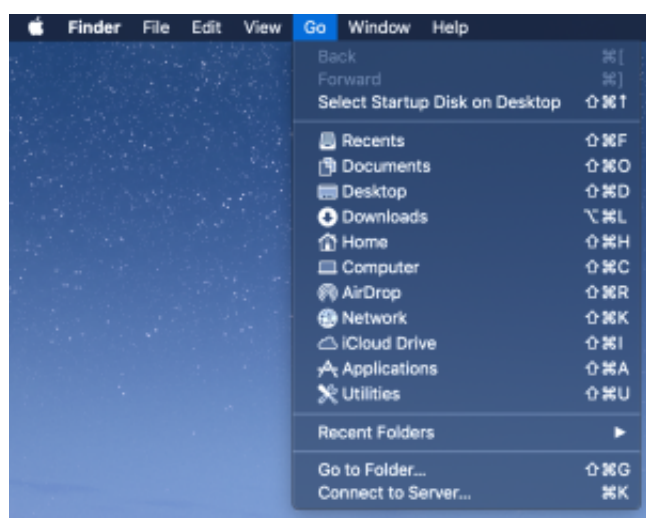 Finder File Edit View Go Window Help
Back ⌘[
Forward ⌘]
Select Startup Disk on Desktop ⇧⌘↑
Recents ⇧⌘F
Documents ⇧⌘O
Desktop ⇧⌘D
Downloads ⌥⌘L
Home ⇧⌘H
Computer ⇧⌘C
AirDrop ⇧⌘R
Network ⇧⌘K
iCloud Drive ⇧⌘I
Applications ⇧⌘A
Utilities ⇧⌘U
Recent Folders ▶
Go to Folder... ⇧⌘G
Connect to Server... ⌘K